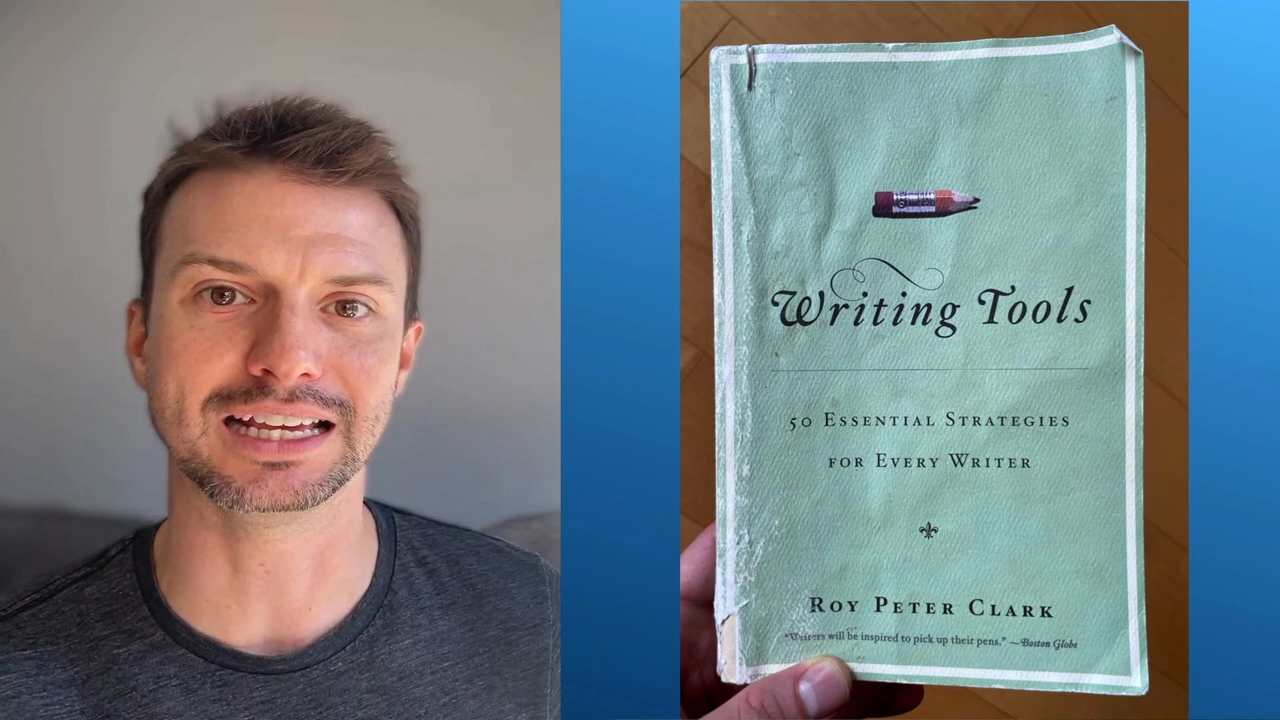 Writing Tools
50 Essential Strategies
for Every Writer
Roy Peter Clark
"Writers will be inspired to pick up their pens." —Boston Globe